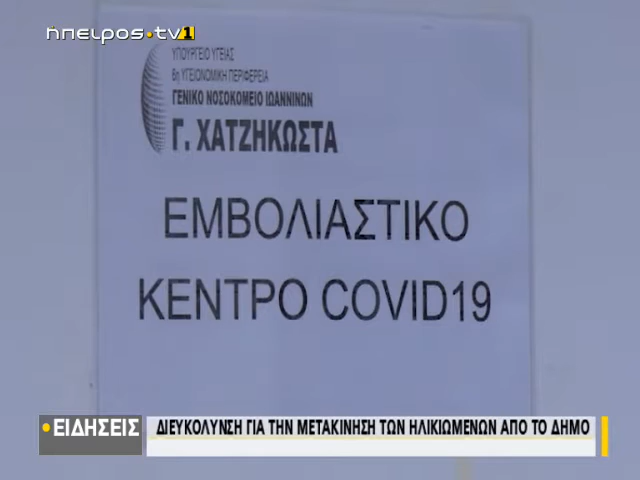 ηπειρος.tv1
ΥΠΟΥΡΓΕΙΟ ΥΓΕΙΑΣ
6η ΥΓΕΙΟΝΟΜΙΚΗ ΠΕΡΙΦΕΡΕΙΑ
ΓΕΝΙΚΟ ΝΟΣΟΚΟΜΕΙΟ ΙΩΑΝΝΙΝΩΝ
Γ. ΧΑΤΖΗΚΩΣΤΑ
ΕΜΒΟΛΙΑΣΤΙΚΟ
ΚΕΝΤΡΟ COVID19
ΕΙΔΗΣΕΙΣ
ΔΙΕΥΚΟΛΥΝΣΗ ΓΙΑ ΤΗΝ ΜΕΤΑΚΙΝΗΣΗ ΤΩΝ ΗΛΙΚΙΩΜΕΝΩΝ ΑΠΟ ΤΟ ΔΗΜΟ